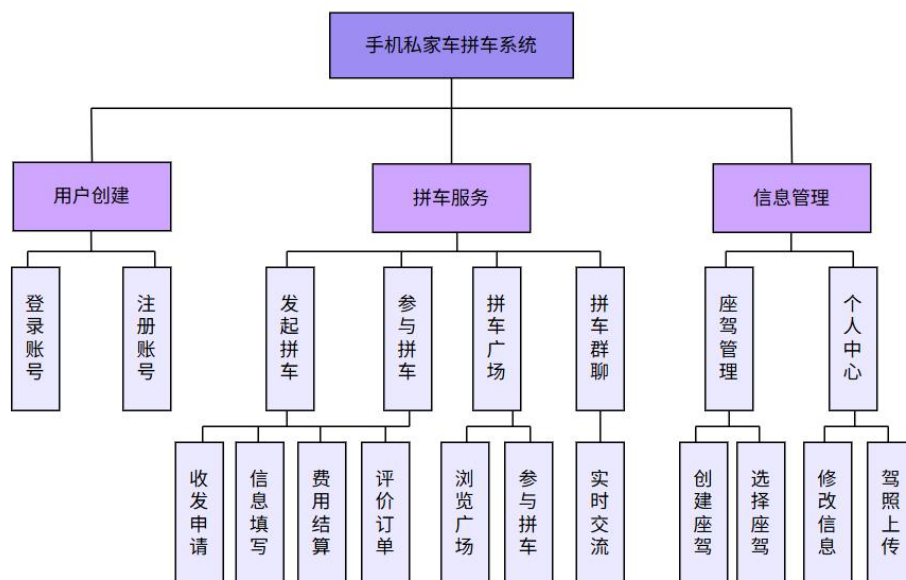 手机私家车拼车系统
用户创建
拼车服务
信息管理
登录账号
注册账号
发起拼车
参与拼车
拼车广场
拼车群聊
座驾管理
个人中心
收发申请
信息填写
费用结算
评价订单
浏览广场
参与拼车
实时交流
创建座驾
选择座驾
修改信息
驾照上传